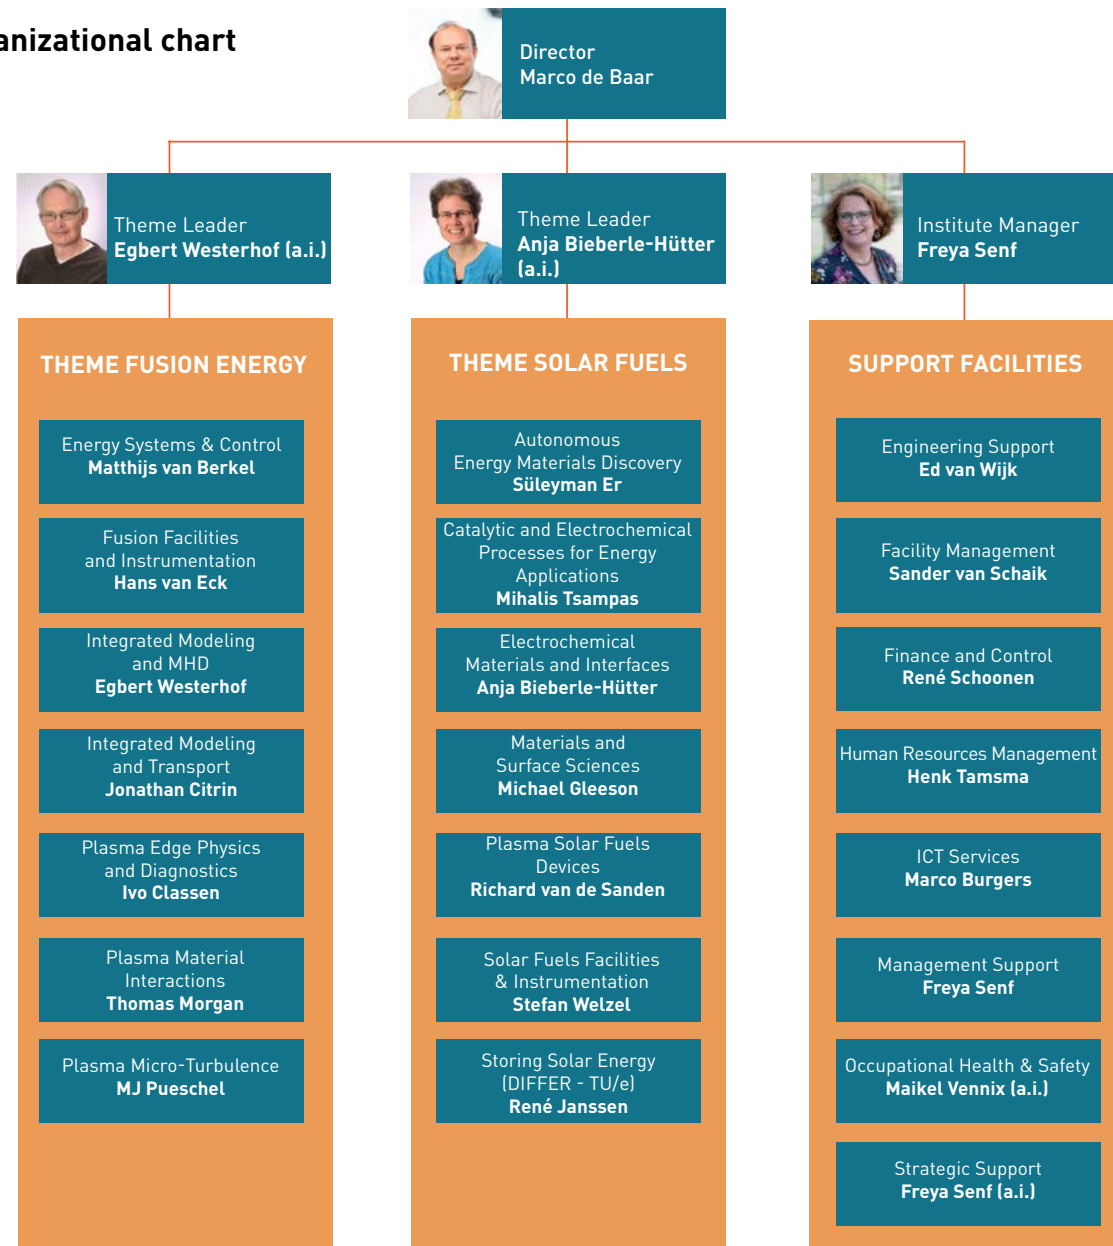 anizational chart
Director
Marco de Baar
Theme Leader
Egbert Westerhof (a.i.)
Theme Leader
Anja Bieberle-Hütter
(a.i.)
Institute Manager
Freya Senf
THEME FUSION ENERGY
Energy Systems & Control
Matthijs van Berkel
Fusion Facilities
and Instrumentation
Hans van Eck
Integrated Modeling
and MHD
Egbert Westerhof
Integrated Modeling
and Transport
Jonathan Citrin
Plasma Edge Physics
and Diagnostics
Ivo Classen
Plasma Material
Interactions
Thomas Morgan
Plasma Micro-Turbulence
MJ Pueschel
THEME SOLAR FUELS
Autonomous
Energy Materials Discovery
Süleyman Er
Catalytic and Electrochemical
Processes for Energy
Applications
Mihalis Tsampas
Electrochemical
Materials and Interfaces
Anja Bieberle-Hütter
Materials and
Surface Sciences
Michael Gleeson
Plasma Solar Fuels
Devices
Richard van de Sanden
Solar Fuels Facilities
& Instrumentation
Stefan Welzel
Storing Solar Energy
(DIFFER - TU/e)
René Janssen
SUPPORT FACILITIES
Engineering Support
Ed van Wijk
Facility Management
Sander van Schaik
Finance and Control
René Schoonen
Human Resources Management
Henk Tamsma
ICT Services
Marco Burgers
Management Support
Freya Senf
Occupational Health & Safety
Maikel Vennix (a.i.)
Strategic Support
Freya Senf (a.i.)